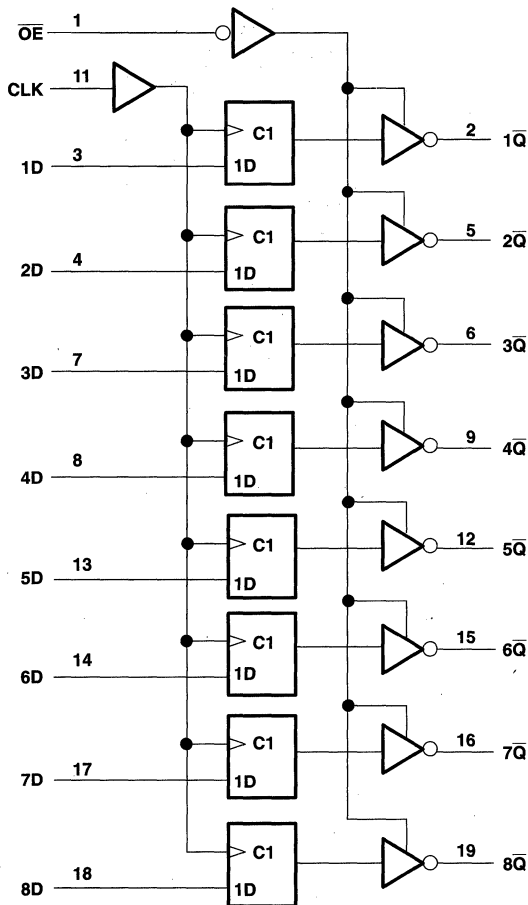 O̅E̅ 1
CLK 11
C1
1D 3 1D 2 1Q̅
C1
2D 4 1D 5 2Q̅
C1
3D 7 1D 6 3Q̅
C1
4D 8 1D 9 4Q̅
C1
5D 13 1D 12 5Q̅
C1
6D 14 1D 15 6Q̅
C1
7D 17 1D 16 7Q̅
C1
8D 18 1D 19 8Q̅